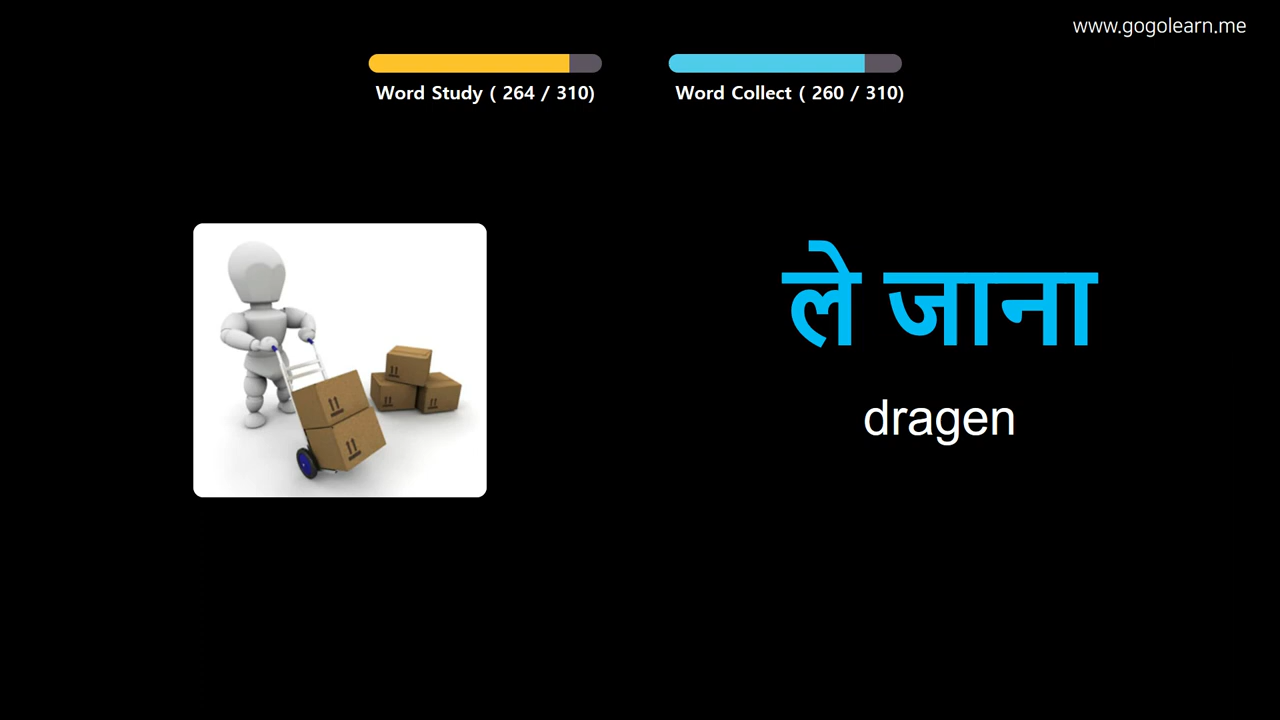 www.gogolearn.me
Word Study ( 264 / 310)
Word Collect ( 260 / 310)
ले जाना
dragen